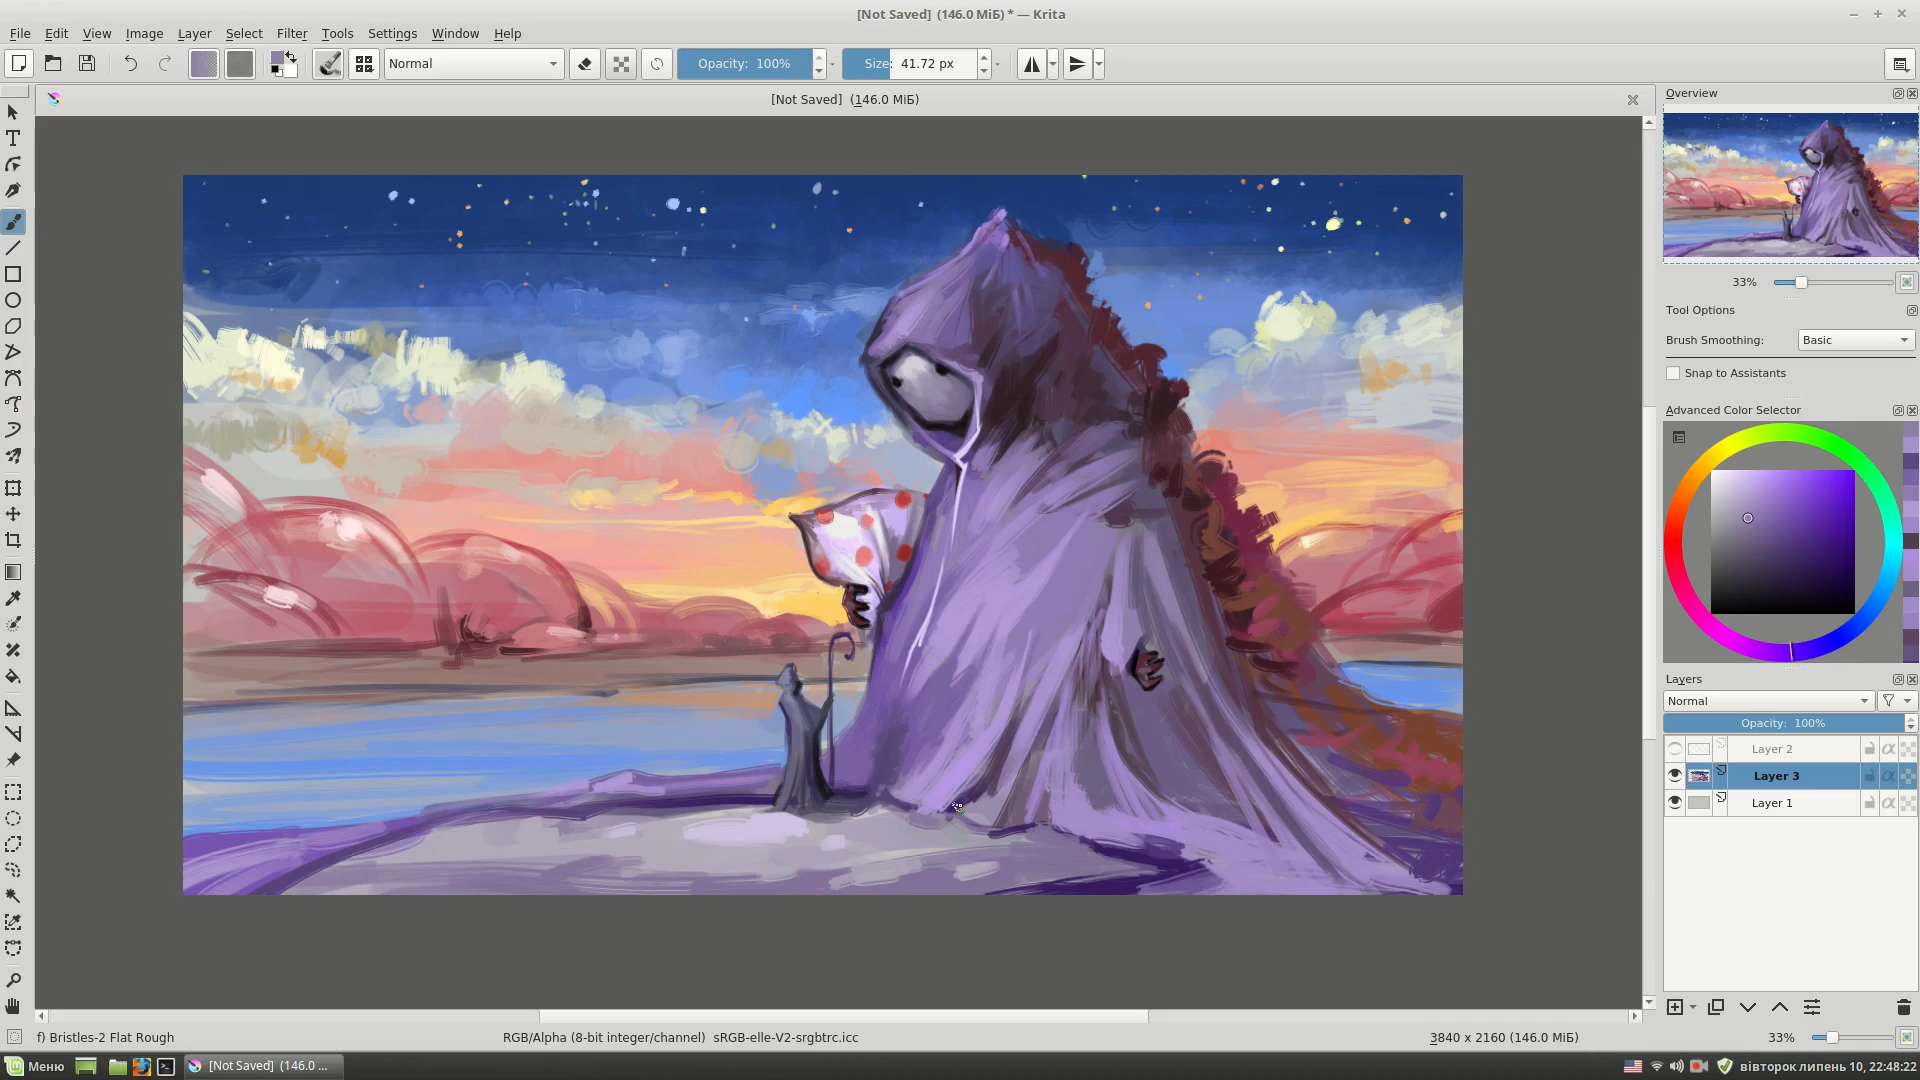 [Not Saved]  (146.0 МіБ) * — Krita
File Edit View Image Layer Select Filter Tools Settings Window Help
Normal Opacity: 100% Size: 41.72 px
[Not Saved]  (146.0 МіБ)
Overview
33%
Tool Options
Brush Smoothing: Basic
Snap to Assistants
Advanced Color Selector
Layers
Normal
Opacity: 100%
Layer 2
Layer 3
Layer 1
f) Bristles-2 Flat Rough RGB/Alpha (8-bit integer/channel)  sRGB-elle-V2-srgbtrc.icc 3840 x 2160 (146.0 МіБ) 33%
Меню [Not Saved]  (146.0 ... вівторок липень 10, 22:48:22